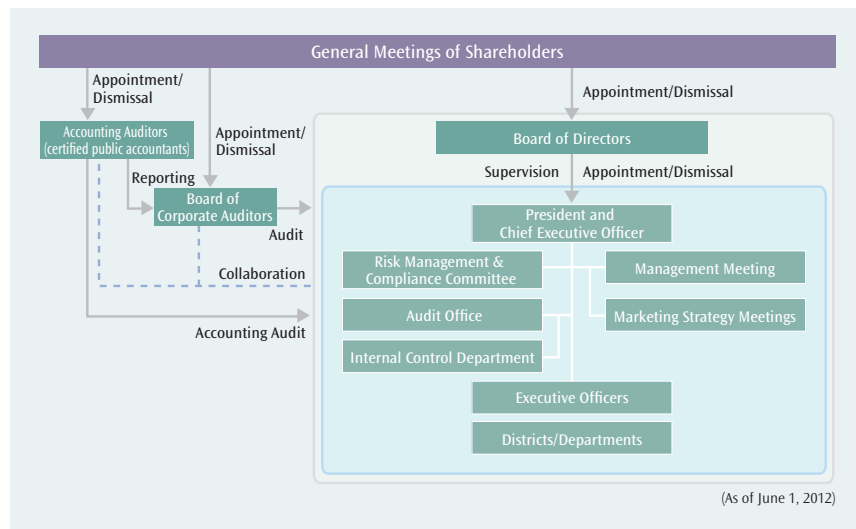 General Meetings of Shareholders
Appointment/
Dismissal
Appointment/Dismissal
Accounting Auditors
(certified public accountants)
Appointment/
Dismissal
Board of Directors
Reporting
Supervision
Appointment/Dismissal
Board of
Corporate Auditors
Audit
President and
Chief Executive Officer
Collaboration
Risk Management &
Compliance Committee
Management Meeting
Audit Office
Marketing Strategy Meetings
Accounting Audit
Internal Control Department
Executive Officers
Districts/Departments
(As of June 1, 2012)